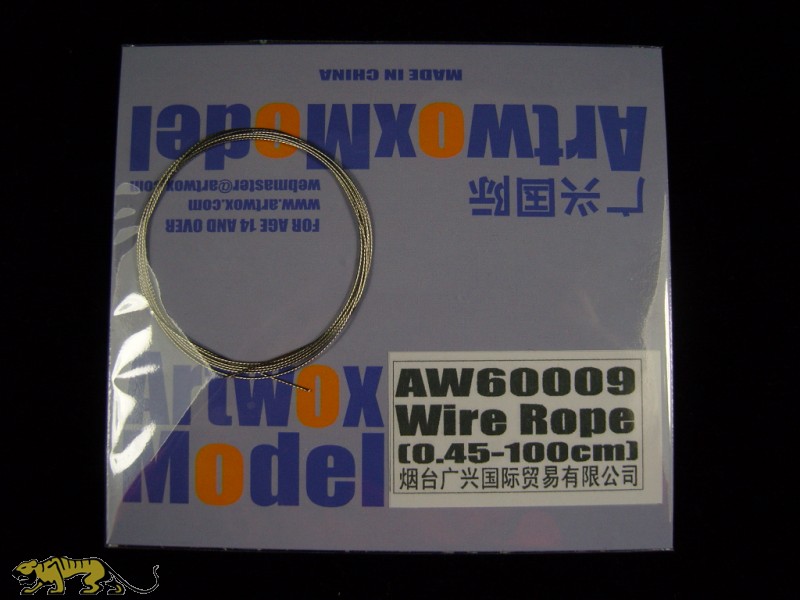 MADE IN CHINA
ArtwoxModel
广兴国际
webmaster@artwox.com
www.artwox.com
FOR AGE 14 AND OVER
Artwox
Model
AW60009
Wire Rope
(0.45-100cm)
烟台广兴国际贸易有限公司